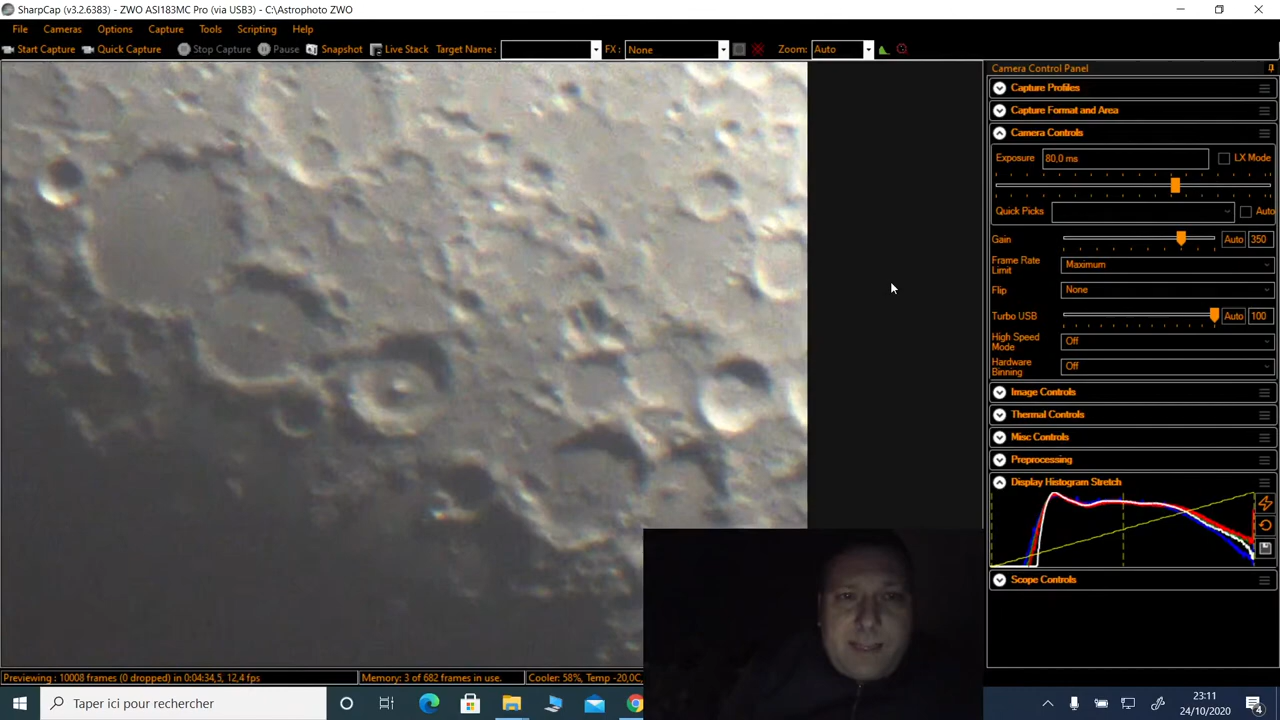 SharpCap (v3.2.6383) - ZWO ASI183MC Pro (via USB3) - C:\Astrophoto ZWO
File Cameras Options Capture Tools Scripting Help
Start Capture Quick Capture Stop Capture Pause Snapshot Live Stack Target Name : FX : None Zoom: Auto
Camera Control Panel
Capture Profiles
Capture Format and Area
Camera Controls
Exposure 80,0 ms LX Mode
Quick Picks Auto
Gain Auto 350
Frame Rate Limit Maximum
Flip None
Turbo USB Auto 100
High Speed Mode Off
Hardware Binning Off
Image Controls
Thermal Controls
Misc Controls
Preprocessing
Display Histogram Stretch
Scope Controls
Previewing : 10008 frames (0 dropped) in 0:04:34,5, 12,4 fps Memory: 3 of 682 frames in use. Cooler: 58%, Temp -20,0C,
Taper ici pour rechercher
23:11
24/10/2020
4